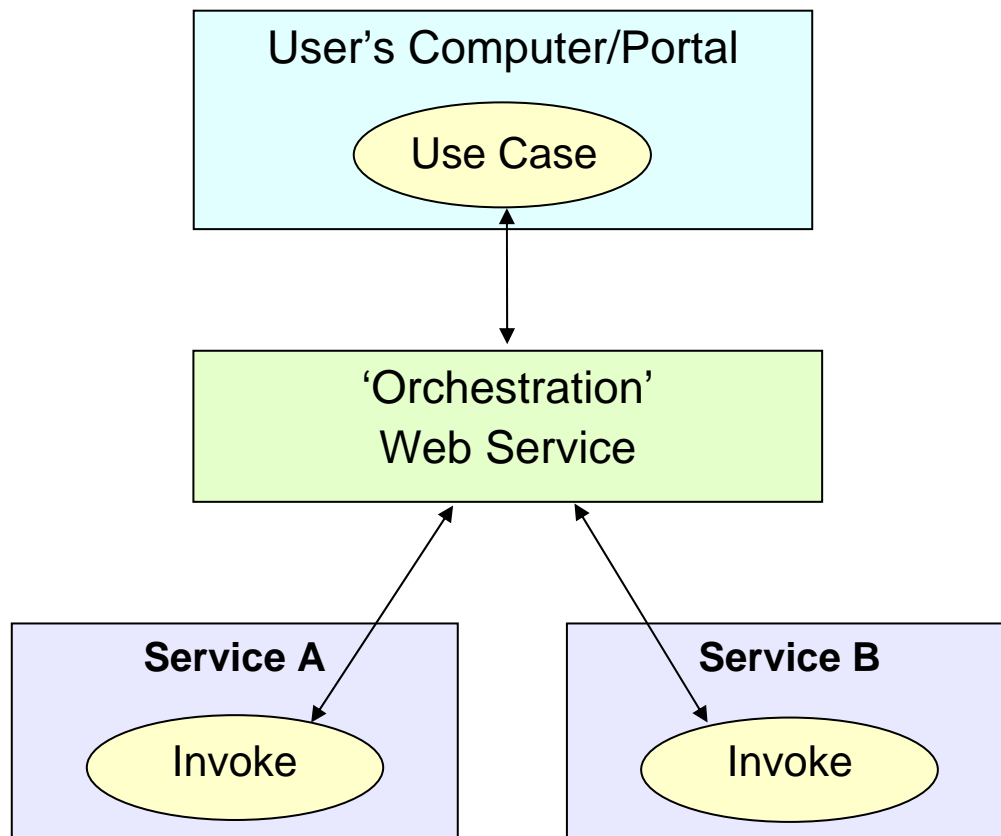 User’s Computer/Portal
Use Case
‘Orchestration’
Web Service
Service A
Service B
Invoke
Invoke